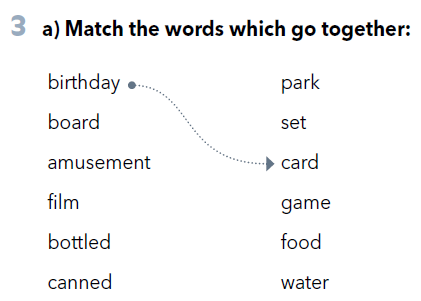 3 a) Match the words which go together:
birthday park
board set
amusement card
film game
bottled food
canned water